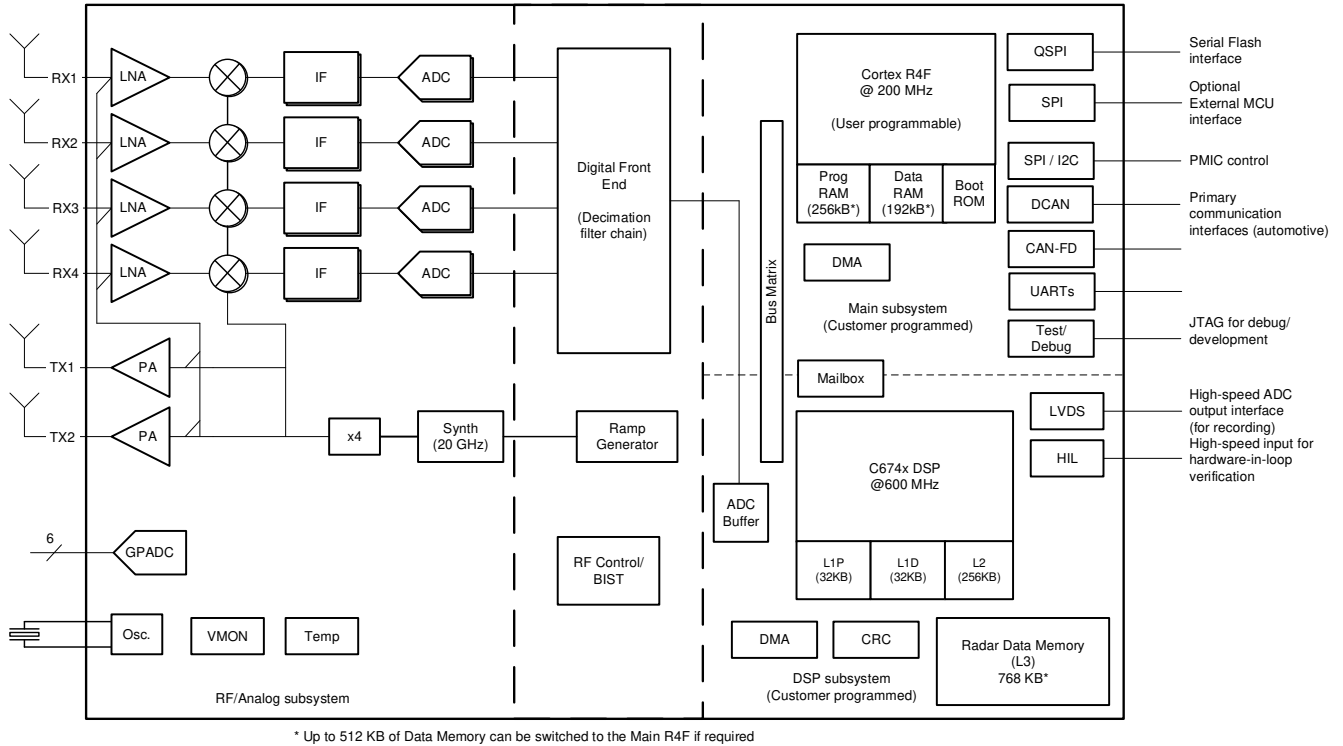 RX1
LNA
IF
ADC
RX2
LNA
IF
ADC
RX3
LNA
IF
ADC
RX4
LNA
IF
ADC
TX1
PA
TX2
PA
x4
Synth
(20 GHz)
6
GPADC
Osc.
VMON
Temp
RF/Analog subsystem
Digital Front
End
(Decimation
filter chain)
Ramp
Generator
RF Control/
BIST
ADC
Buffer
Bus Matrix
Cortex R4F
@ 200 MHz
(User programmable)
Prog
RAM
(256kB*)
Data
RAM
(192kB*)
Boot
ROM
DMA
Main subsystem
(Customer programmed)
Mailbox
C674x DSP
@600 MHz
L1P
(32KB)
L1D
(32KB)
L2
(256KB)
DMA
CRC
DSP subsystem
(Customer programmed)
Radar Data Memory
(L3)
768 KB*
QSPI
Serial Flash
interface
SPI
Optional
External MCU
interface
SPI / I2C
PMIC control
DCAN
Primary
communication
interfaces (automotive)
CAN-FD
UARTs
Test/
Debug
JTAG for debug/
development
LVDS
High-speed ADC
output interface
(for recording)
HIL
High-speed input for
hardware-in-loop
verification
* Up to 512 KB of Data Memory can be switched to the Main R4F if required